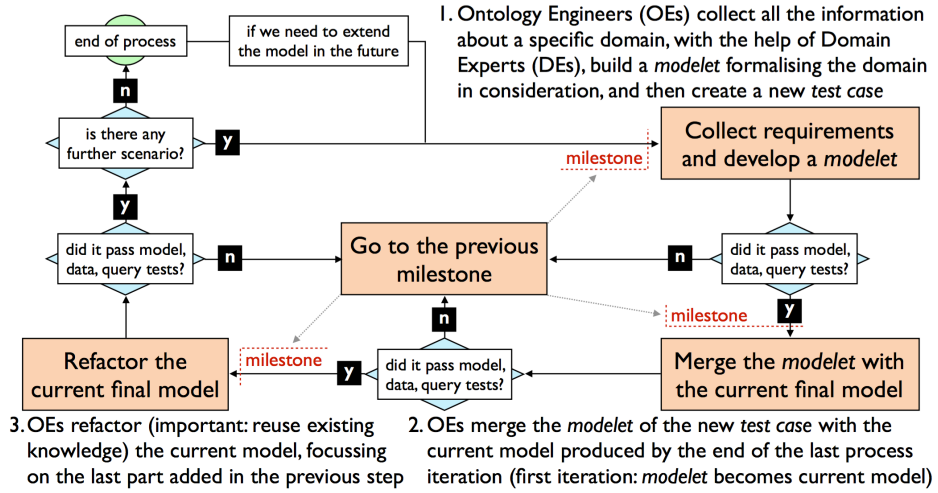 end of process
if we need to extend
the model in the future
1. Ontology Engineers (OEs) collect all the information
about a specific domain, with the help of Domain
Experts (DEs), build a modelet formalising the domain
in consideration, and then create a new test case
n
is there any
further scenario?
y
milestone
Collect requirements
and develop a modelet
y
did it pass model,
data, query tests?
n
Go to the previous
milestone
n
did it pass model,
data, query tests?
n
milestone
y
Refactor the
current final model
milestone
y
did it pass model,
data, query tests?
Merge the modelet with
the current final model
3. OEs refactor (important: reuse existing
knowledge) the current model, focussing
on the last part added in the previous step
2. OEs merge the modelet of the new test case with the
current model produced by the end of the last process
iteration (first iteration: modelet becomes current model)